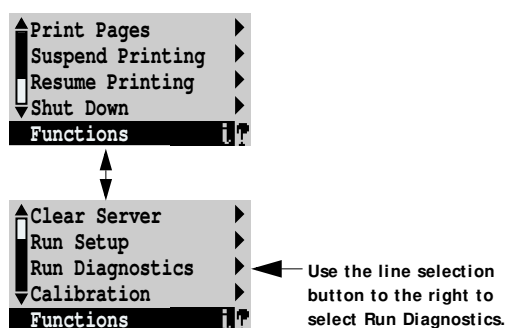 Print Pages
Suspend Printing
Resume Printing
Shut Down
Functions
Clear Server
Run Setup
Run Diagnostics
Calibration
Functions
Use the line selection
button to the right to
select Run Diagnostics.